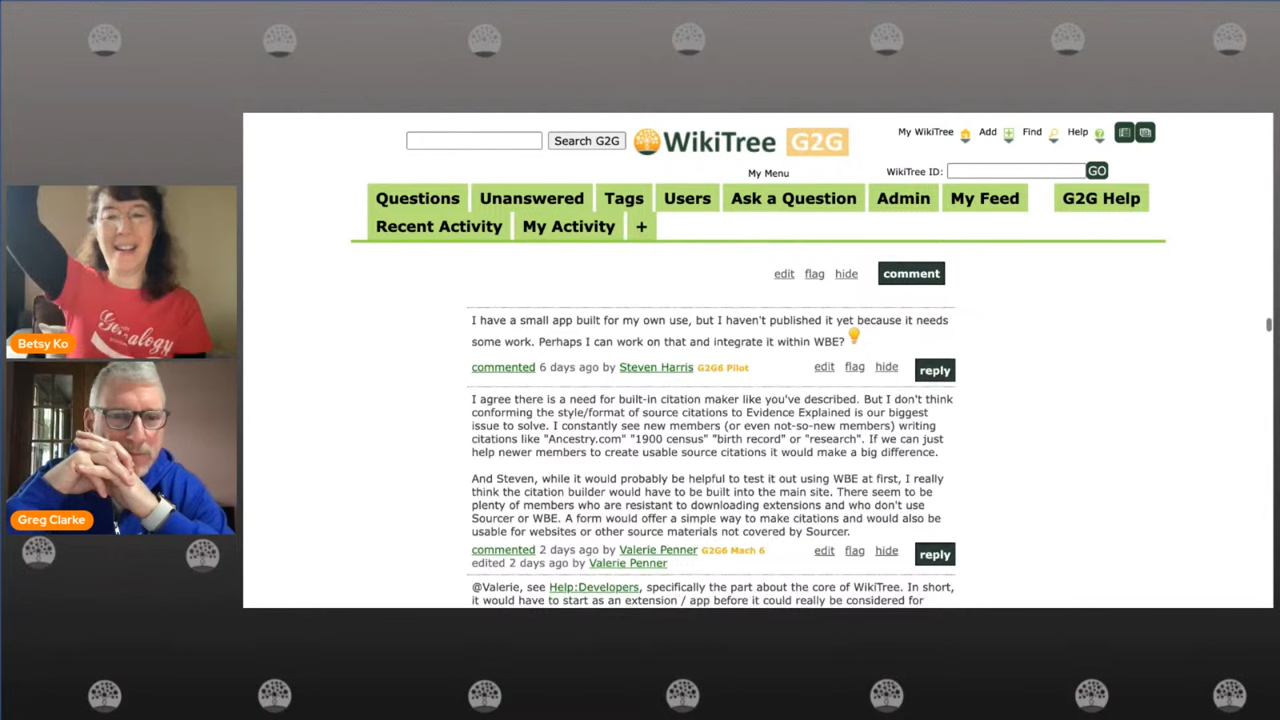 Search G2G
WikiTree G2G
My WikiTree Add Find Help
My Menu
WikiTree ID: GO
Questions Unanswered Tags Users Ask a Question Admin My Feed G2G Help
Recent Activity My Activity +
edit flag hide comment
I have a small app built for my own use, but I haven't published it yet because it needs
some work. Perhaps I can work on that and integrate it within WBE?
commented 6 days ago by Steven Harris G2G6 Pilot edit flag hide reply
I agree there is a need for built-in citation maker like you've described. But I don't think
conforming the style/format of source citations to Evidence Explained is our biggest
issue to solve. I constantly see new members (or even not-so-new members) writing
citations like "Ancestry.com" "1900 census" "birth record" or "research". If we can just
help newer members to create usable source citations it would make a big difference.
And Steven, while it would probably be helpful to test it out using WBE at first, I really
think the citation builder would have to be built into the main site. There seem to be
plenty of members who are resistant to downloading extensions and who don't use
Sourcer or WBE. A form would offer a simple way to make citations and would also be
usable for websites or other source materials not covered by Sourcer.
commented 2 days ago by Valerie Penner G2G6 Mach 6 edit flag hide reply
edited 2 days ago by Valerie Penner
@Valerie, see Help:Developers, specifically the part about the core of WikiTree. In short,
it would have to start as an extension / app before it could really be considered for
Genealogy
Betsy Ko
Greg Clarke